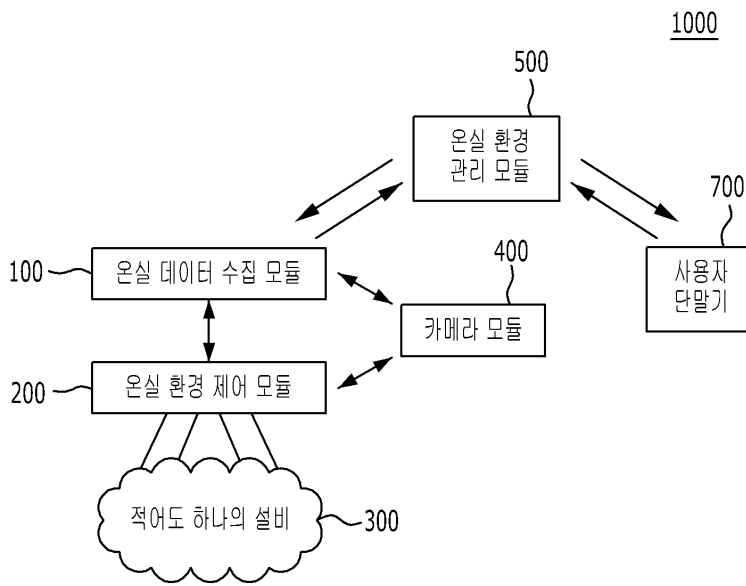 1000
500
온실 환경
관리 모듈
700
사용자
단말기
100
온실 데이터 수집 모듈
400
카메라 모듈
200
온실 환경 제어 모듈
적어도 하나의 설비
300